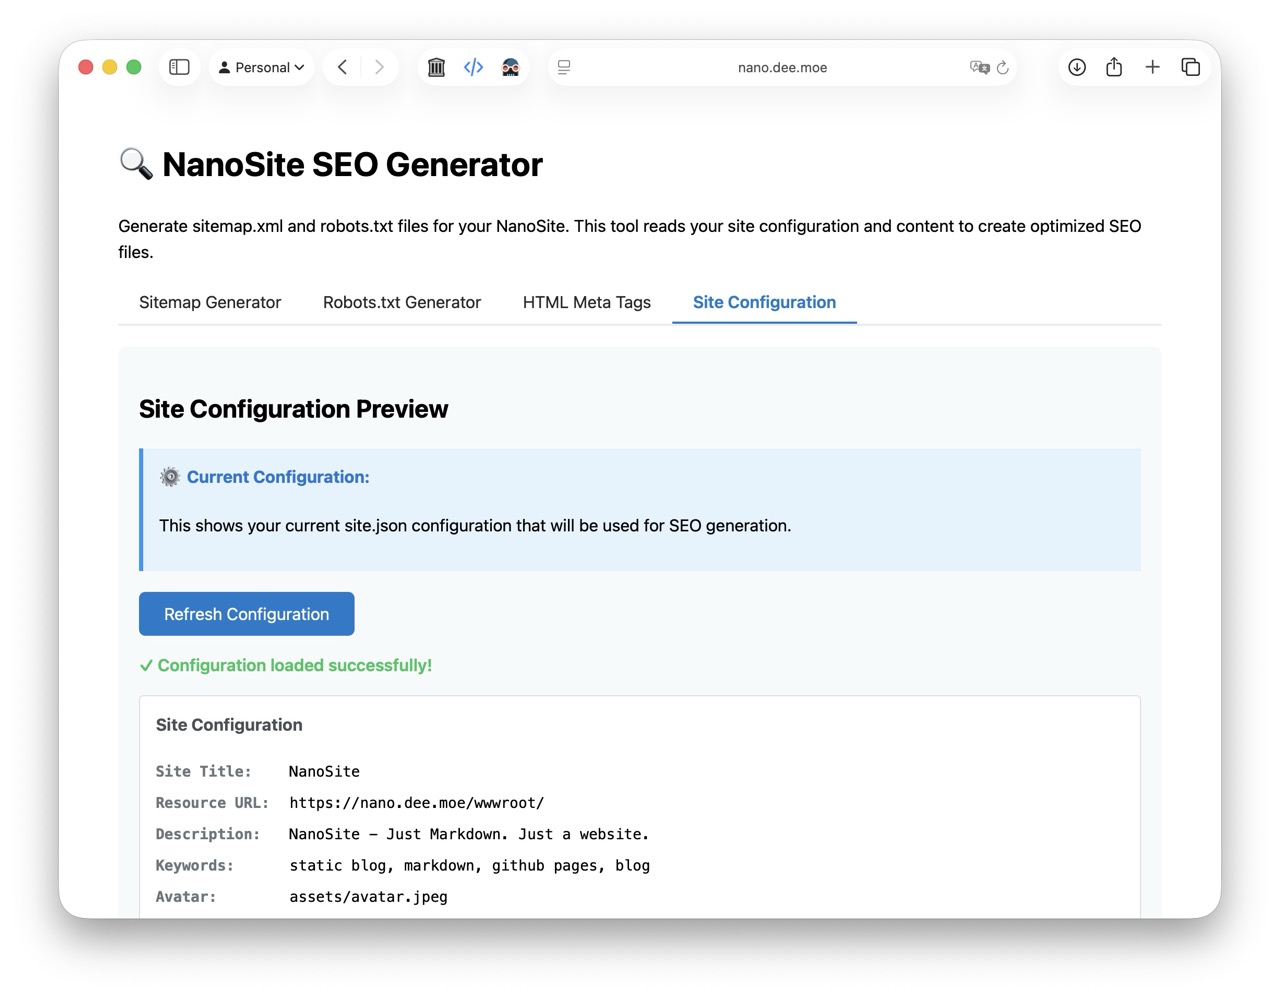 Personal
nano.dee.moe
🔍 NanoSite SEO Generator
Generate sitemap.xml and robots.txt files for your NanoSite. This tool reads your site configuration and content to create optimized SEO
files.
Sitemap Generator Robots.txt Generator HTML Meta Tags Site Configuration
Site Configuration Preview
⚙️ Current Configuration:
This shows your current site.json configuration that will be used for SEO generation.
Refresh Configuration
✓ Configuration loaded successfully!
Site Configuration
Site Title: NanoSite
Resource URL: https://nano.dee.moe/wwwroot/
Description: NanoSite - Just Markdown. Just a website.
Keywords: static blog, markdown, github pages, blog
Avatar: assets/avatar.jpeg